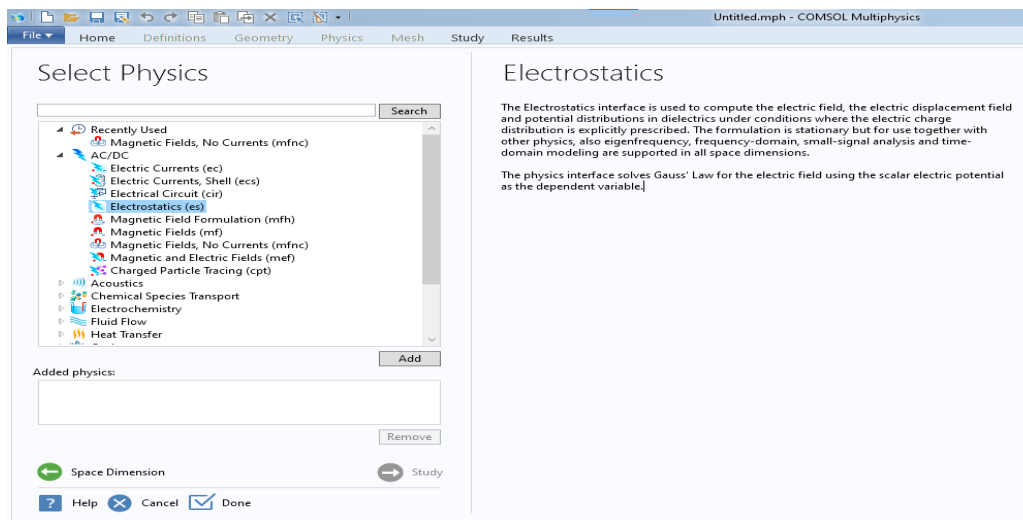 Untitled.mph - COMSOL Multiphysics
File Home Definitions Geometry Physics Mesh Study Results
Select Physics
Search
Recently Used
Magnetic Fields, No Currents (mfnc)
AC/DC
Electric Currents (ec)
Electric Currents, Shell (ecs)
Electrical Circuit (cir)
Electrostatics (es)
Magnetic Field Formulation (mfh)
Magnetic Fields (mf)
Magnetic Fields, No Currents (mfnc)
Magnetic and Electric Fields (mef)
Charged Particle Tracing (cpt)
Acoustics
Chemical Species Transport
Electrochemistry
Fluid Flow
Heat Transfer
Add
Added physics:
Remove
Space Dimension
Study
Help Cancel Done
Electrostatics
The Electrostatics interface is used to compute the electric field, the electric displacement field
and potential distributions in dielectrics under conditions where the electric charge
distribution is explicitly prescribed. The formulation is stationary but for use together with
other physics, also eigenfrequency, frequency-domain, small-signal analysis and time-
domain modeling are supported in all space dimensions.
The physics interface solves Gauss' Law for the electric field using the scalar electric potential
as the dependent variable.